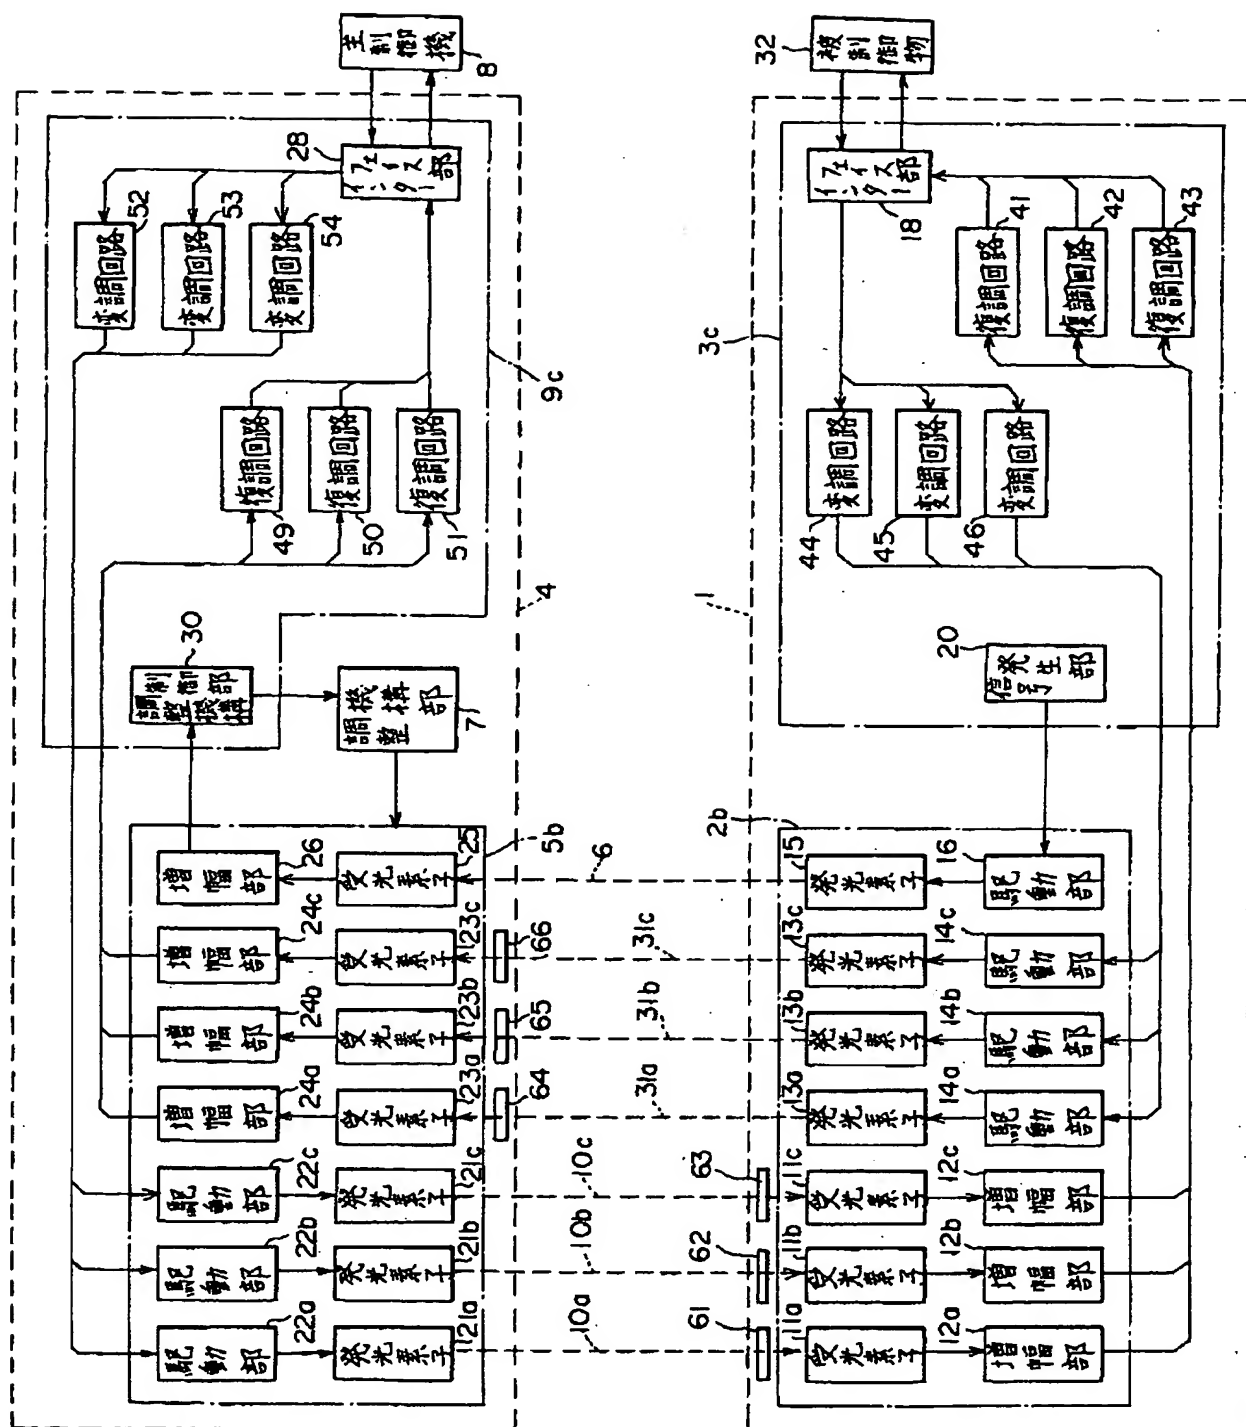 主制御機
8
28
インターフェイス部
52
変調回路
53
変調回路
54
変調回路
9c
復調回路
49
復調回路
50
復調回路
51
4
30
調整機構制御部
調整機構部
7
5b
26
増幅部
25
受光素子
24c
増幅部
23c
受光素子
24b
増幅部
23b
受光素子
24a
増幅部
23a
受光素子
22c
駆動部
21c
発光素子
22b
駆動部
21b
発光素子
22a
駆動部
21a
発光素子
6
66
31c
65
31b
64
31a
10c
10b
10a
63
62
61
32
被制御物
1
3c
インターフェイス部
18
復調回路
41
復調回路
42
復調回路
43
変調回路
44
変調回路
45
変調回路
46
20
信号発生部
2b
15
発光素子
16
駆動部
13c
発光素子
14c
駆動部
13b
発光素子
14b
駆動部
13a
発光素子
14a
駆動部
11c
受光素子
12c
増幅部
11b
受光素子
12b
増幅部
11a
受光素子
12a
増幅部